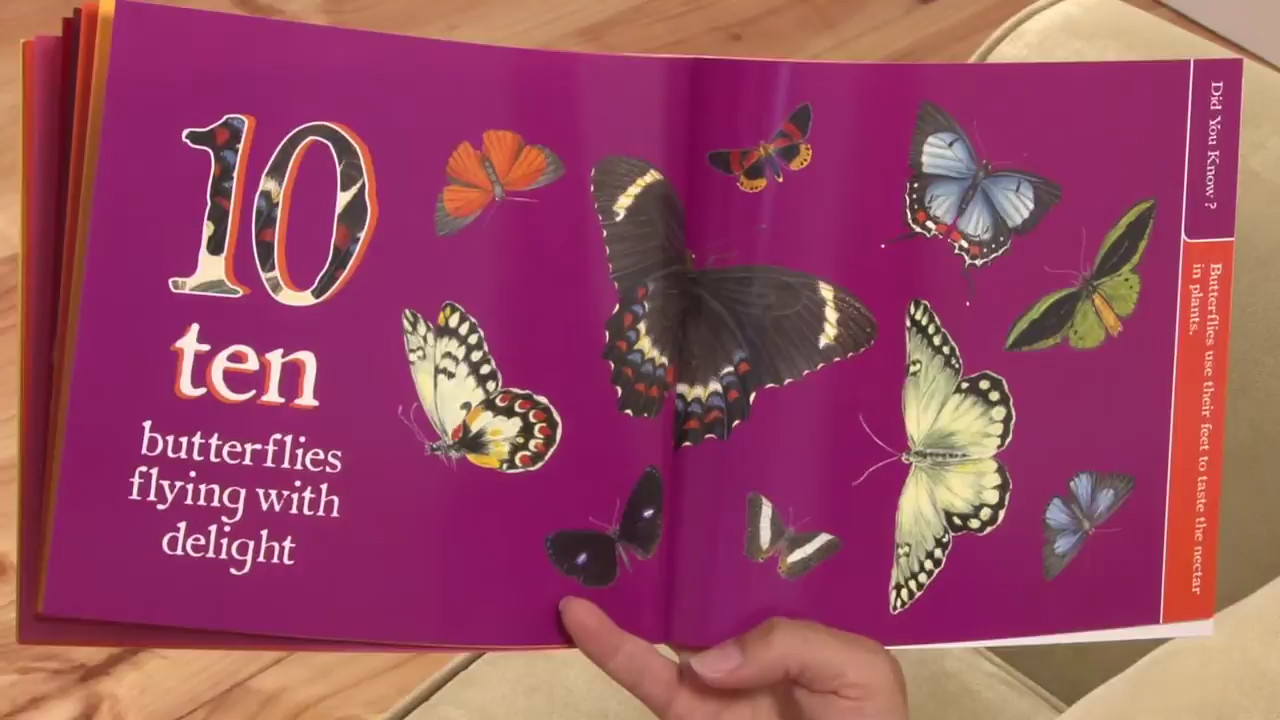 10
ten
butterflies
flying with
delight
Did You Know?
Butterflies use their feet to taste the nectar
in plants.